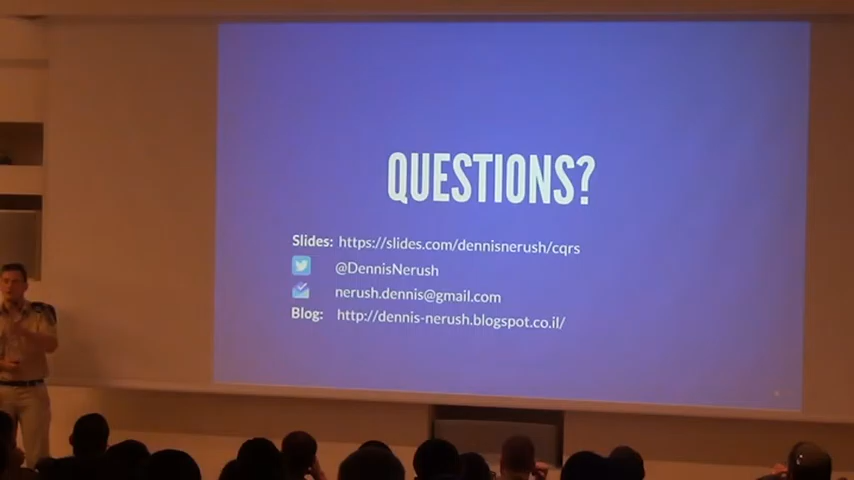 QUESTIONS?
Slides: https://slides.com/dennisnerush/cqrs
@DennisNerush
nerush.dennis@gmail.com
Blog: http://dennis-nerush.blogspot.co.il/